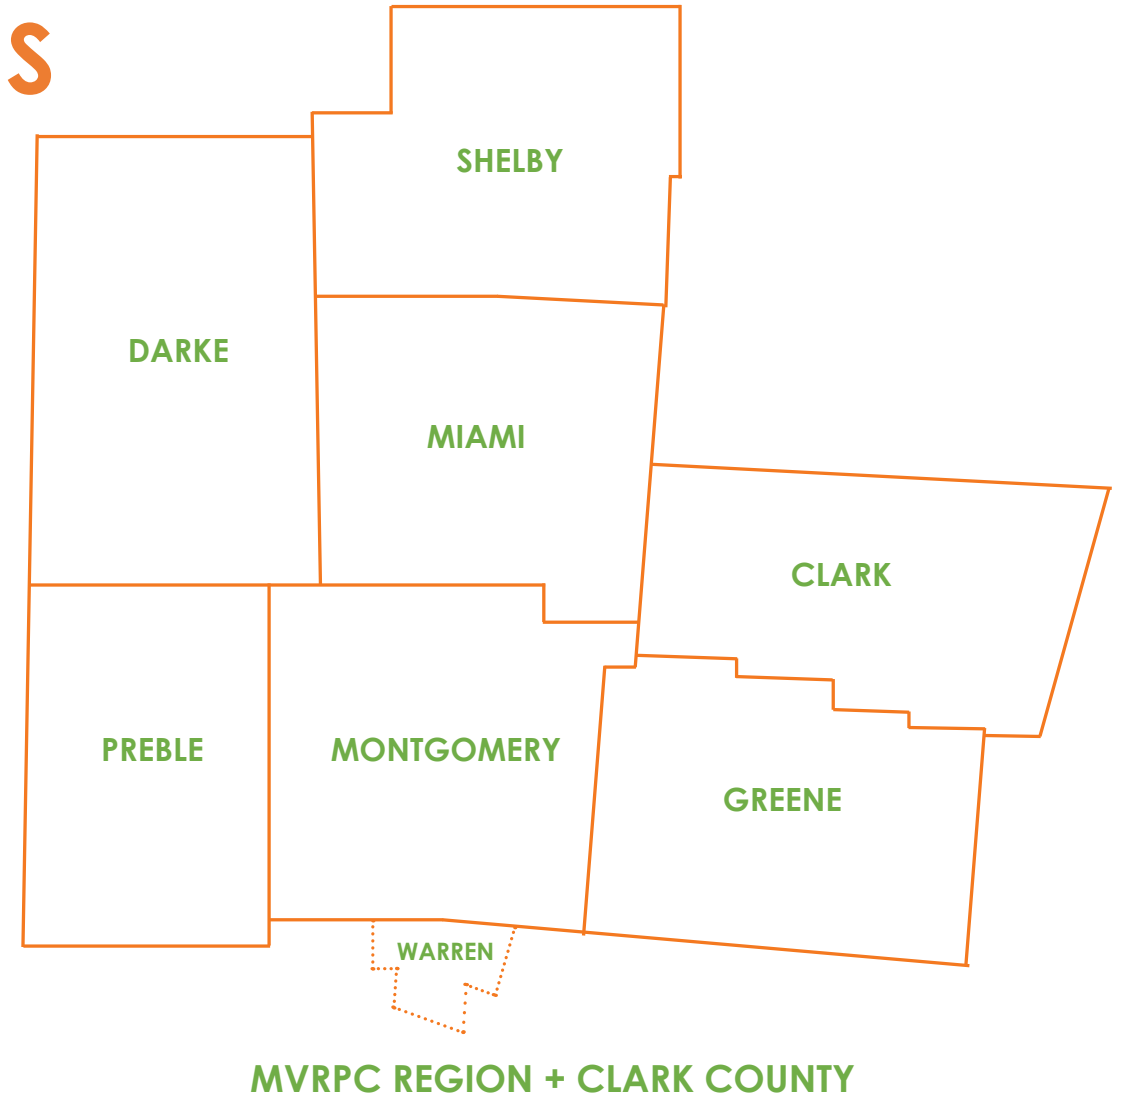 S
SHELBY
DARKE
MIAMI
CLARK
PREBLE
MONTGOMERY
GREENE
WARREN
MVRPC REGION + CLARK COUNTY